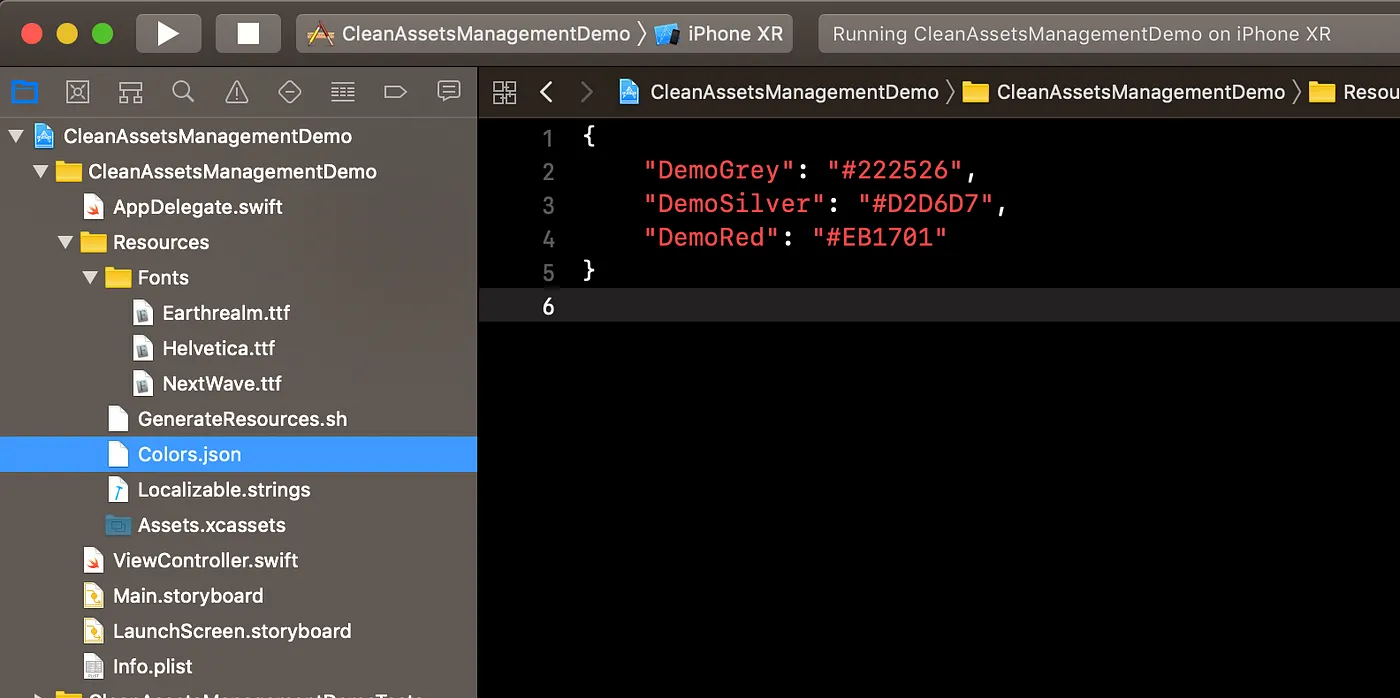 CleanAssetsManagementDemo 〉 iPhone XR
Running CleanAssetsManagementDemo on iPhone XR
CleanAssetsManagementDemo 〉 CleanAssetsManagementDemo 〉 Resou
CleanAssetsManagementDemo
CleanAssetsManagementDemo
AppDelegate.swift
Resources
Fonts
Earthrealm.ttf
Helvetica.ttf
NextWave.ttf
GenerateResources.sh
Colors.json
Localizable.strings
Assets.xcassets
ViewController.swift
Main.storyboard
LaunchScreen.storyboard
Info.plist
CleanAssetsManagementDemoTests
1 {
2 "DemoGrey": "#222526",
3 "DemoSilver": "#D2D6D7",
4 "DemoRed": "#EB1701"
5 }
6